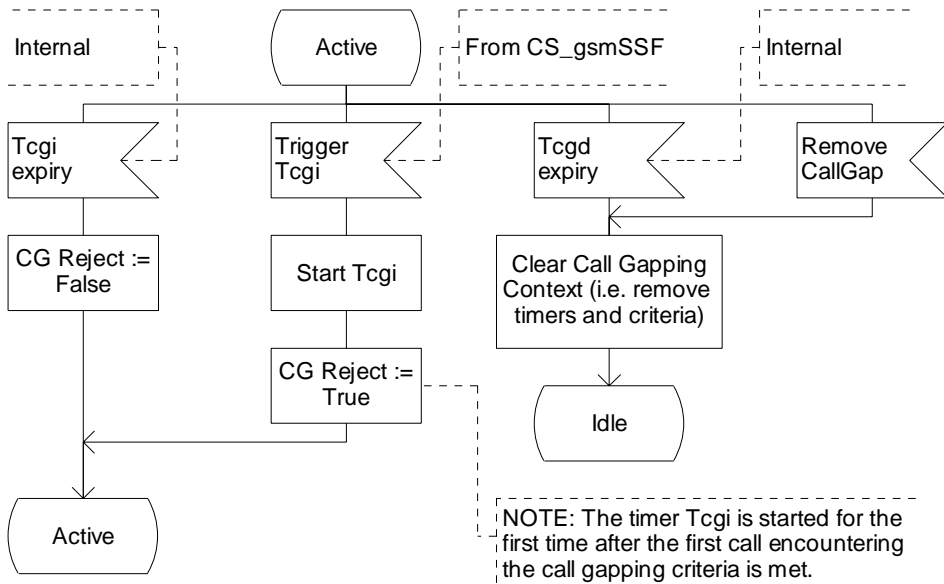 Internal
Active
From CS_gsmSSF
Internal
Tcgi
expiry
Trigger
Tcgi
Tcgd
expiry
Remove
CallGap
CG Reject :=
False
Start Tcgi
Clear Call Gapping
Context (i.e. remove
timers and criteria)
CG Reject :=
True
Idle
Active
NOTE: The timer Tcgi is started for the
first time after the first call encountering
the call gapping criteria is met.